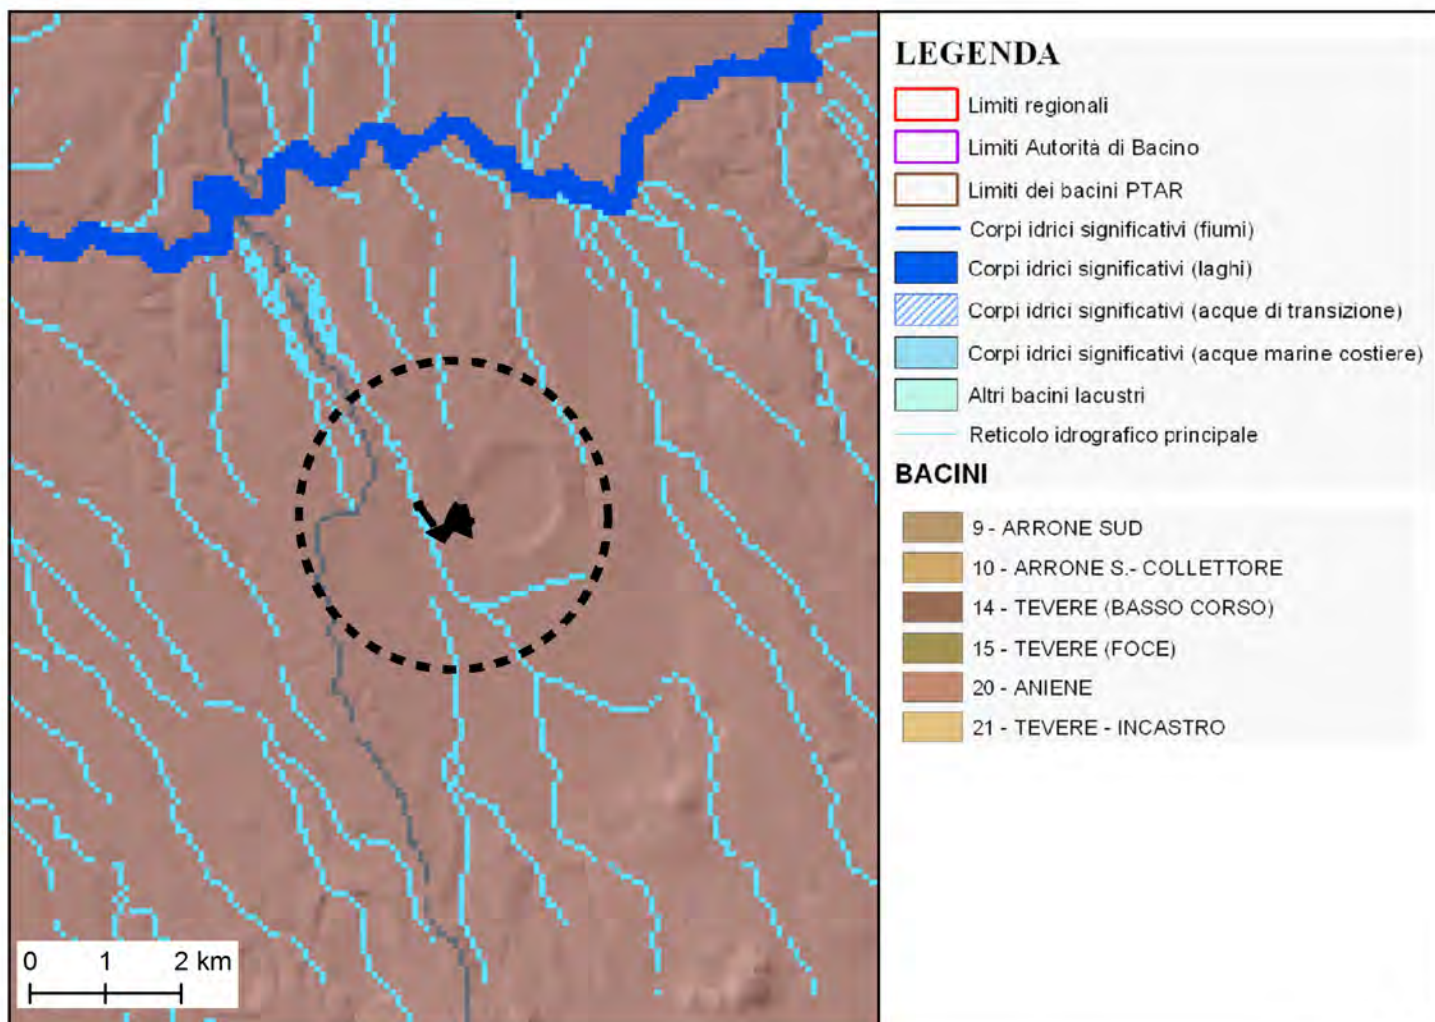 LEGENDA
Limiti regionali
Limiti Autorità di Bacino
Limiti dei bacini PTAR
Corpi idrici significativi (fiumi)
Corpi idrici significativi (laghi)
Corpi idrici significativi (acque di transizione)
Corpi idrici significativi (acque marine costiere)
Altri bacini lacustri
Reticolo idrografico principale
BACINI
9 - ARRONE SUD
10 - ARRONE S.- COLLETTORE
14 - TEVERE (BASSO CORSO)
15 - TEVERE (FOCE)
20 - ANIENE
21 - TEVERE - INCASTRO
0 1 2 km